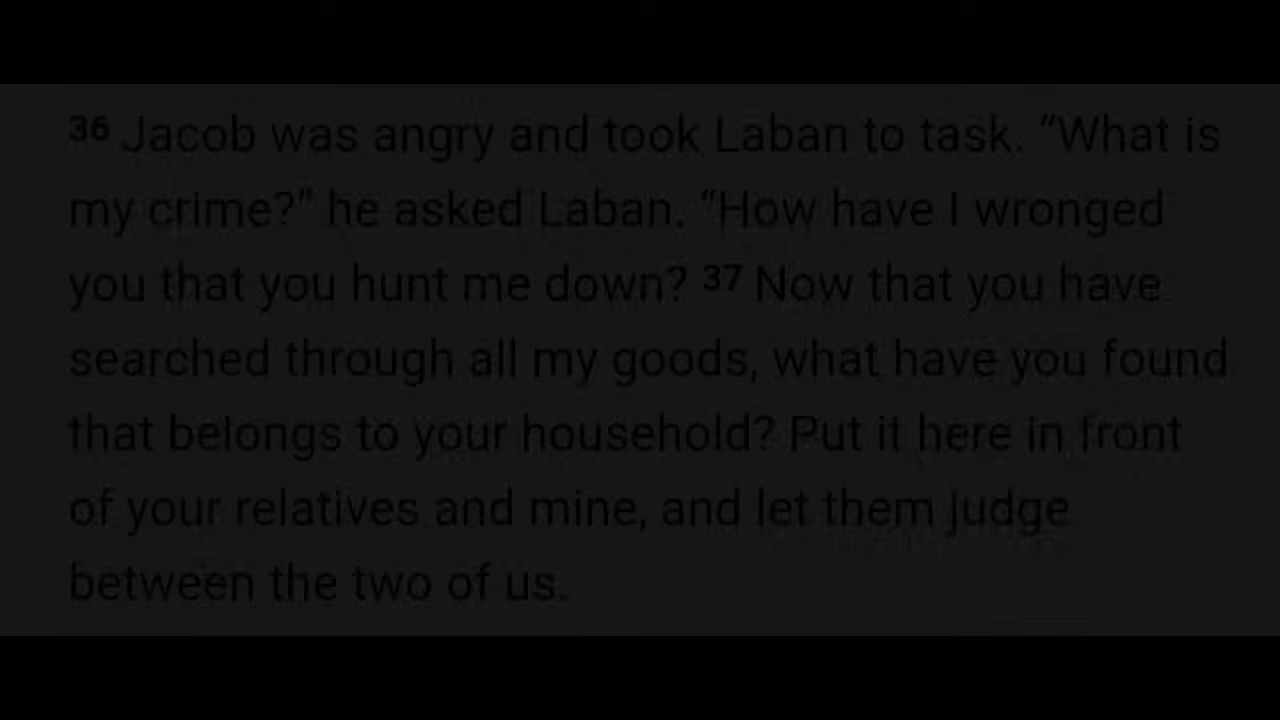 36 Jacob was angry and took Laban to task. “What is
my crime?” he asked Laban. “How have I wronged
you that you hunt me down? 37 Now that you have
searched through all my goods, what have you found
that belongs to your household? Put it here in front
of your relatives and mine, and let them judge
between the two of us.